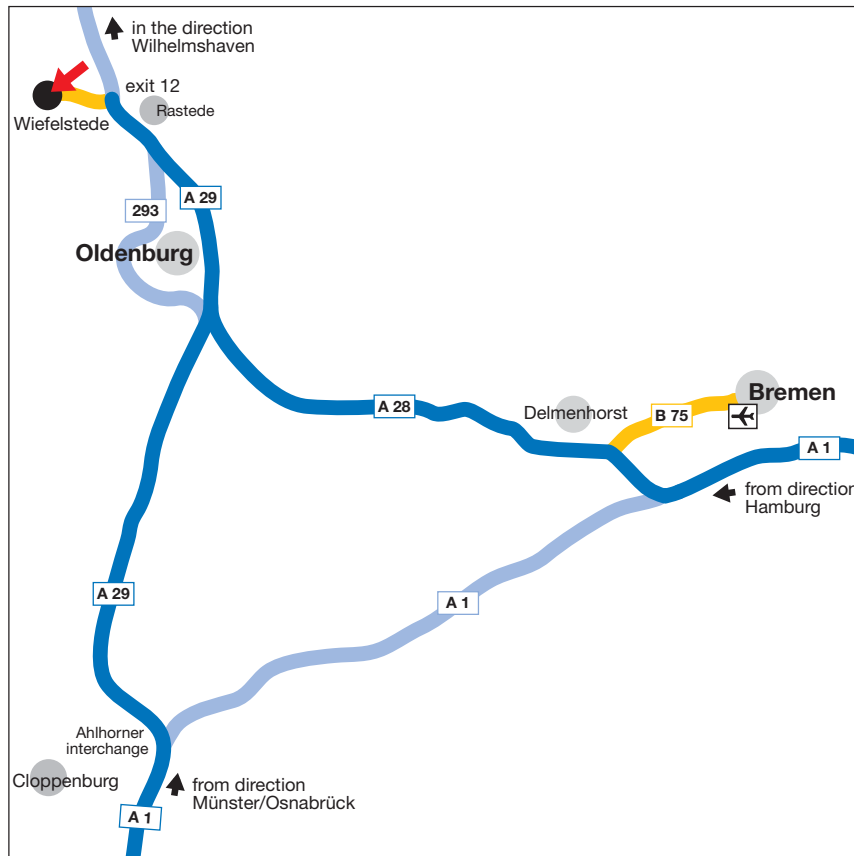 in the direction
Wilhelmshaven
exit 12
Rastede
Wiefelstede
A 29
293
Oldenburg
A 28
Delmenhorst
B 75
Bremen
A 1
from direction
Hamburg
A 29
A 1
Ahlhorner
interchange
Cloppenburg
from direction
Münster/Osnabrück
A 1